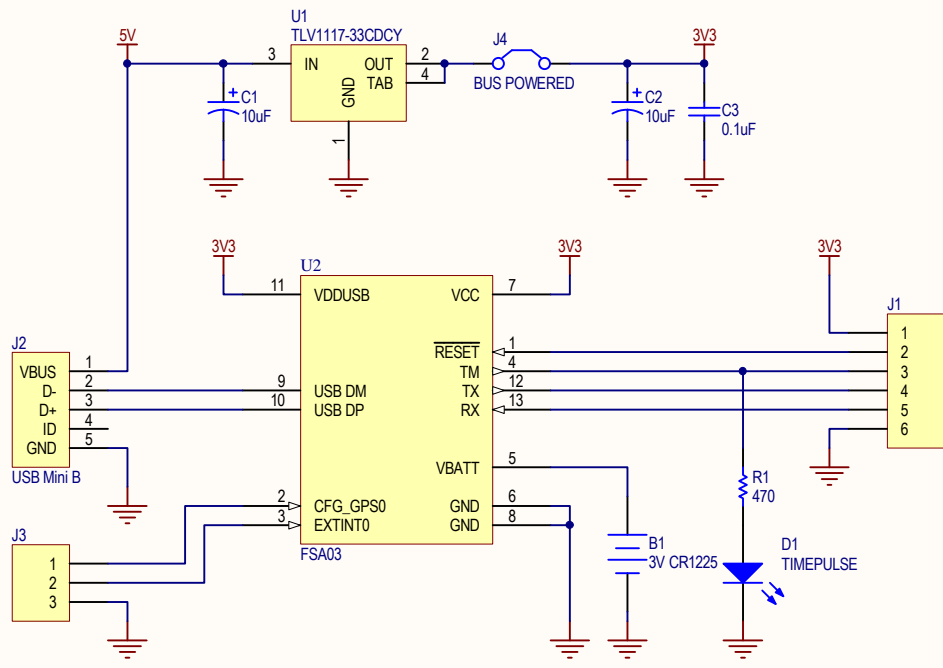 U1
TLV1117-33CDCY
5V
3
IN
OUT
2
TAB
4
GND
1
J4
BUS POWERED
3V3
+
C1
10uF
+
C2
10uF
C3
0.1uF
3V3
U2
3V3
3V3
11
VDDUSB
VCC
7
J1
RESET
1
TM
4
TX
12
RX
13
1
2
3
4
5
6
J2
VBUS
1
D-
2
D+
3
ID
4
GND
5
USB Mini B
9
USB DM
10
USB DP
VBATT
5
2
CFG_GPS0
3
EXTINT0
GND
6
GND
8
FSA03
R1
470
J3
1
2
3
B1
3V CR1225
D1
TIMEPULSE